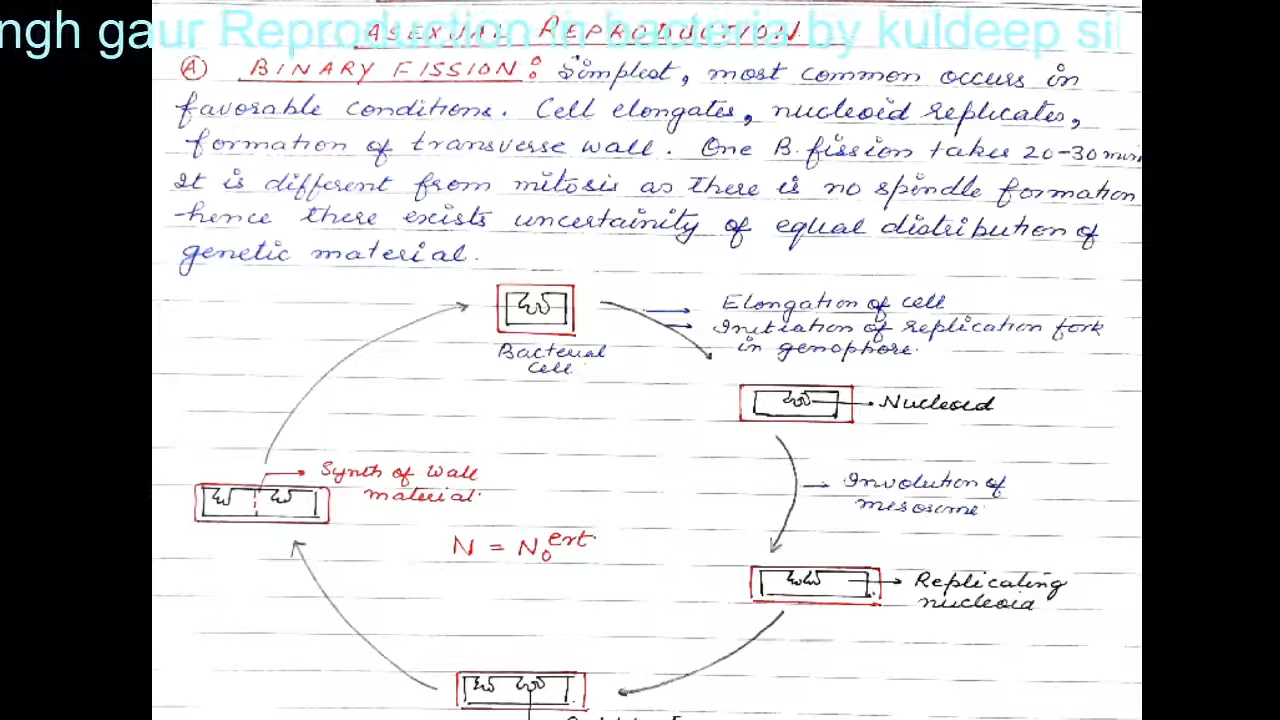 ngh gaur Reproduction in bacteria by kuldeep si
ASEXUAL REPRODUCTION
(A) BINARY FISSION: Simplest, most common occurs in
favorable conditions. Cell elongates, nucleoid replicates,
formation of transverse wall. One B. fission takes 20-30 min
It is different from mitosis as there is no spindle formation
hence there exists uncertainity of equal distribution of
genetic material.
Elongation of cell
Initiation of replication fork
in genophore.
Bacterial
cell
Nucleoid
Synth of wall
material.
Involution of
mesosome
N = N₀ert.
Replicating
nucleoid